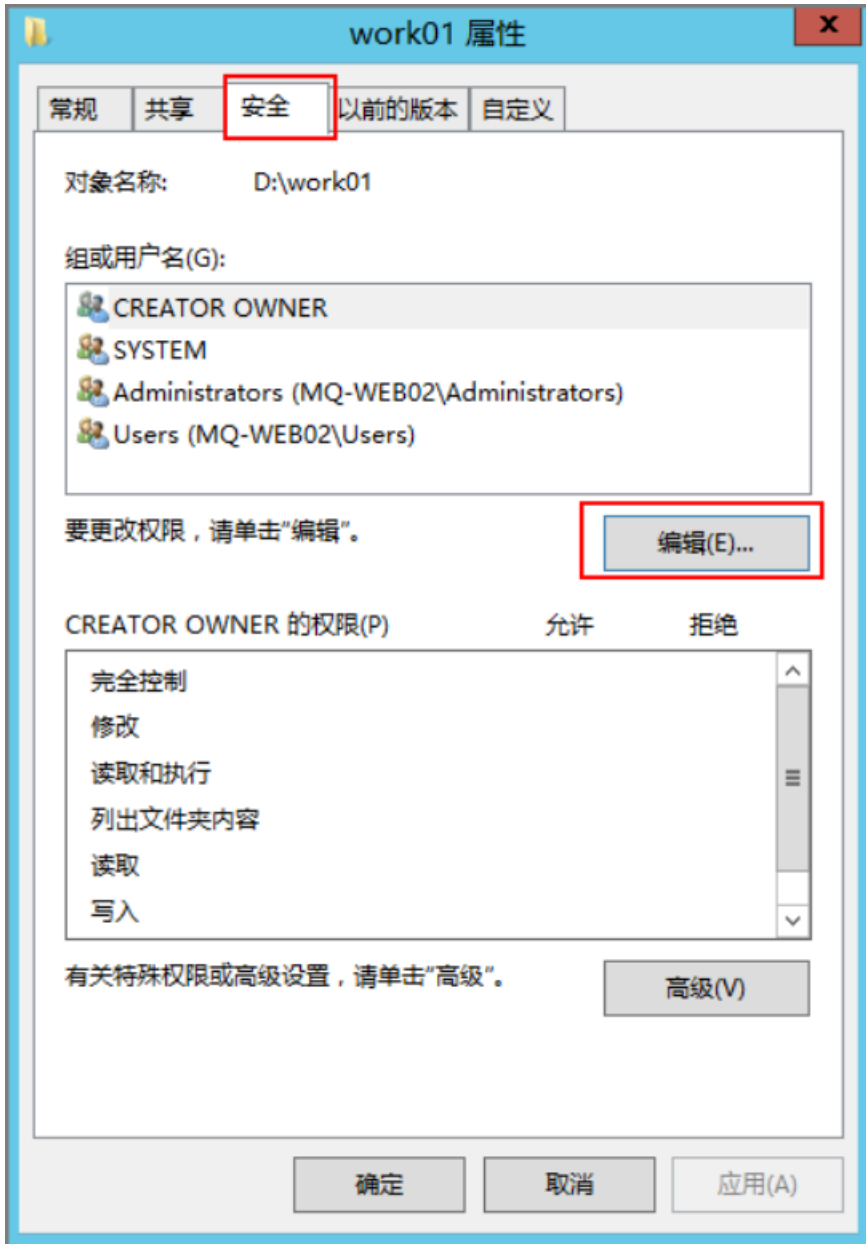 work01 属性
x
常规 共享 安全 以前的版本 自定义
对象名称: D:\work01
组或用户名(G):
CREATOR OWNER
SYSTEM
Administrators (MQ-WEB02\Administrators)
Users (MQ-WEB02\Users)
要更改权限，请单击“编辑”。 编辑(E)...
CREATOR OWNER 的权限(P) 允许 拒绝
完全控制
修改
读取和执行
列出文件夹内容
读取
写入
有关特殊权限或高级设置，请单击“高级”。 高级(V)
确定 取消 应用(A)